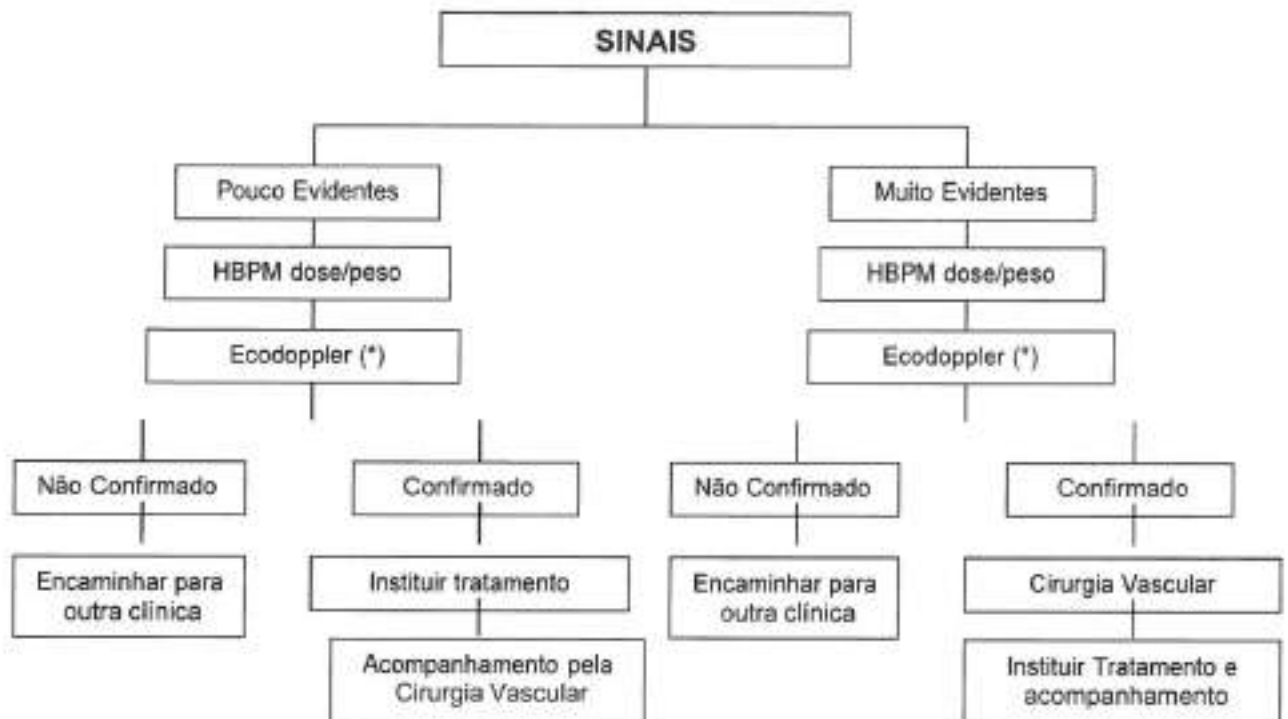 SINAIS
Pouco Evidentes
Muito Evidentes
HBPM dose/peso
HBPM dose/peso
Ecodoppler (*)
Ecodoppler (*)
Não Confirmado
Confirmado
Não Confirmado
Confirmado
Encaminhar para
outra clínica
Instituir tratamento
Encaminhar para
outra clínica
Cirurgia Vascular
Acompanhamento pela
Cirurgia Vascular
Instituir Tratamento e
acompanhamento